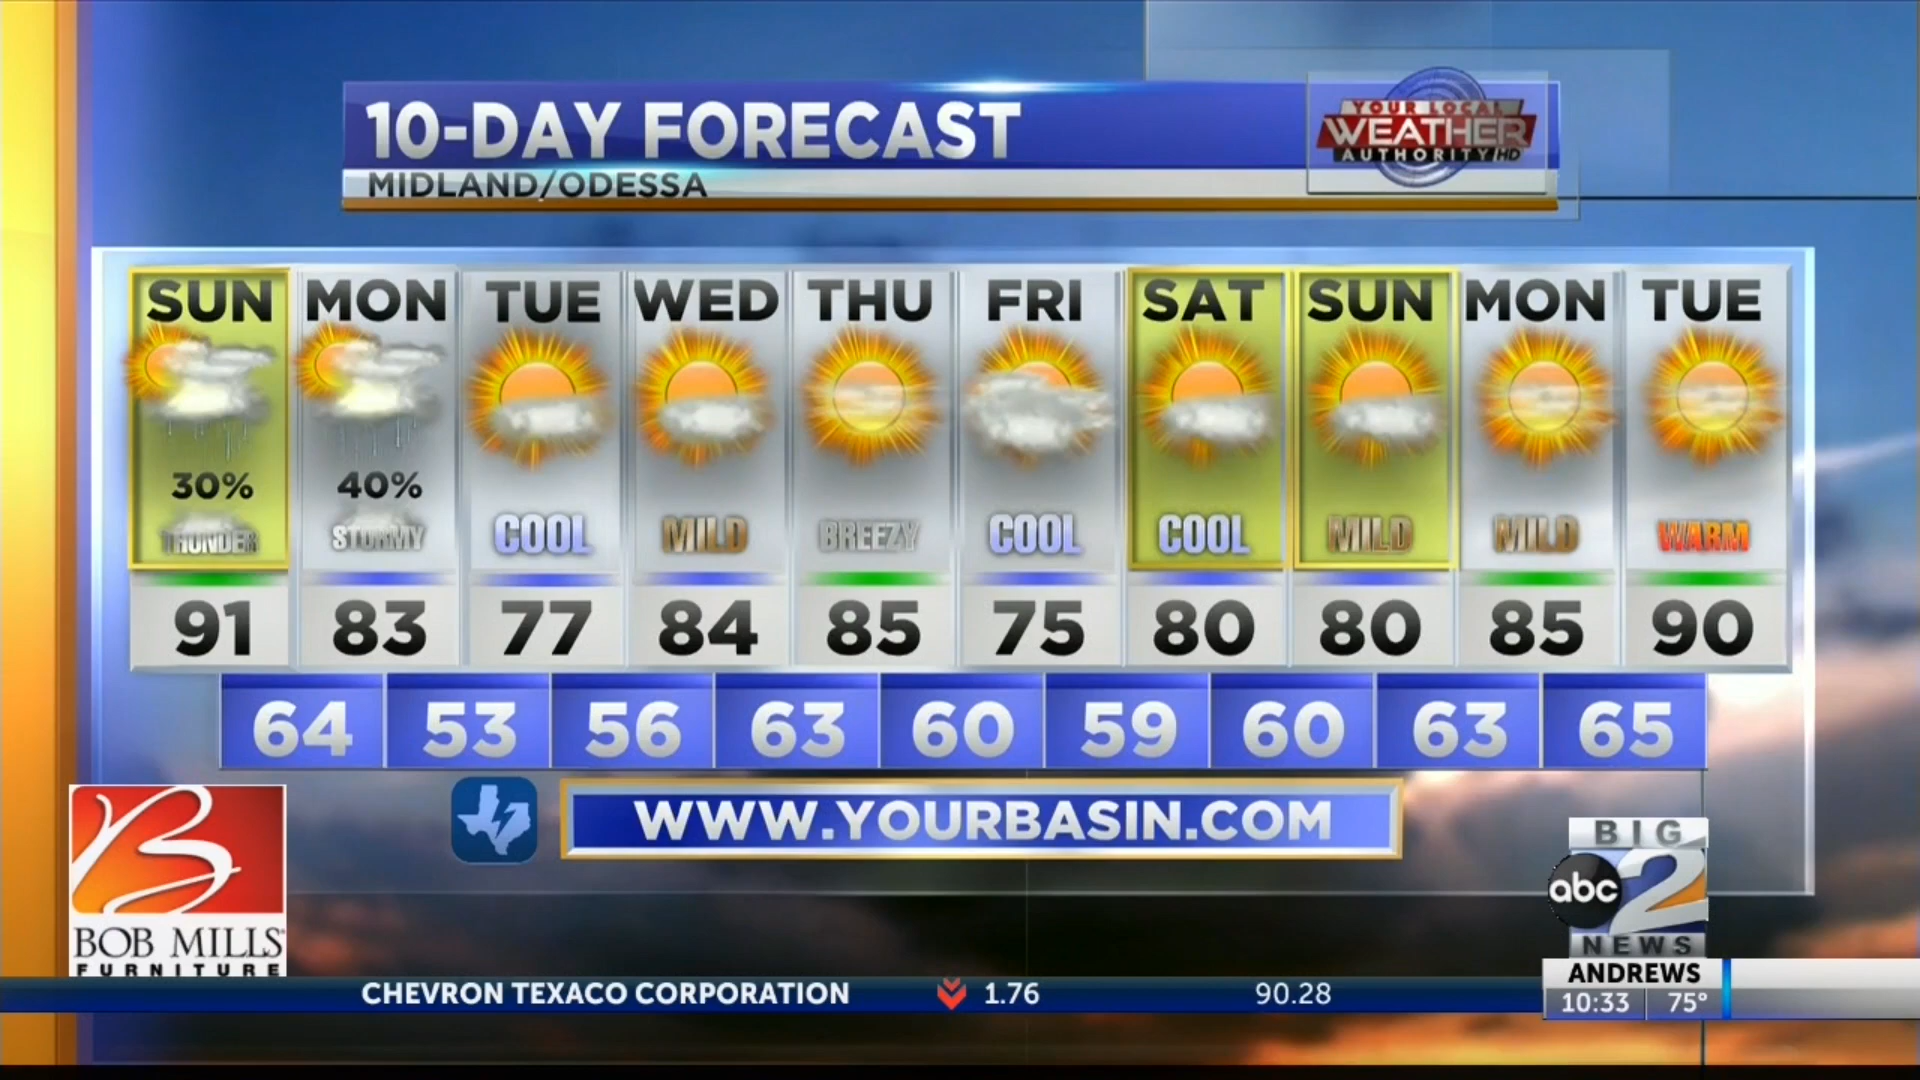 10-DAY FORECAST
MIDLAND/ODESSA
YOUR LOCAL
WEATHER
AUTHORITY HD
SUN MON TUE WED THU FRI SAT SUN MON TUE
30% 40%
THUNDER STORMY COOL MILD BREEZY COOL COOL MILD MILD WARM
91 83 77 84 85 75 80 80 85 90
64 53 56 63 60 59 60 63 65
WWW.YOURBASIN.COM
B
BOB MILLS
FURNITURE
BIG
abc 2
NEWS
CHEVRON TEXACO CORPORATION 1.76 90.28
ANDREWS
10:33 75°